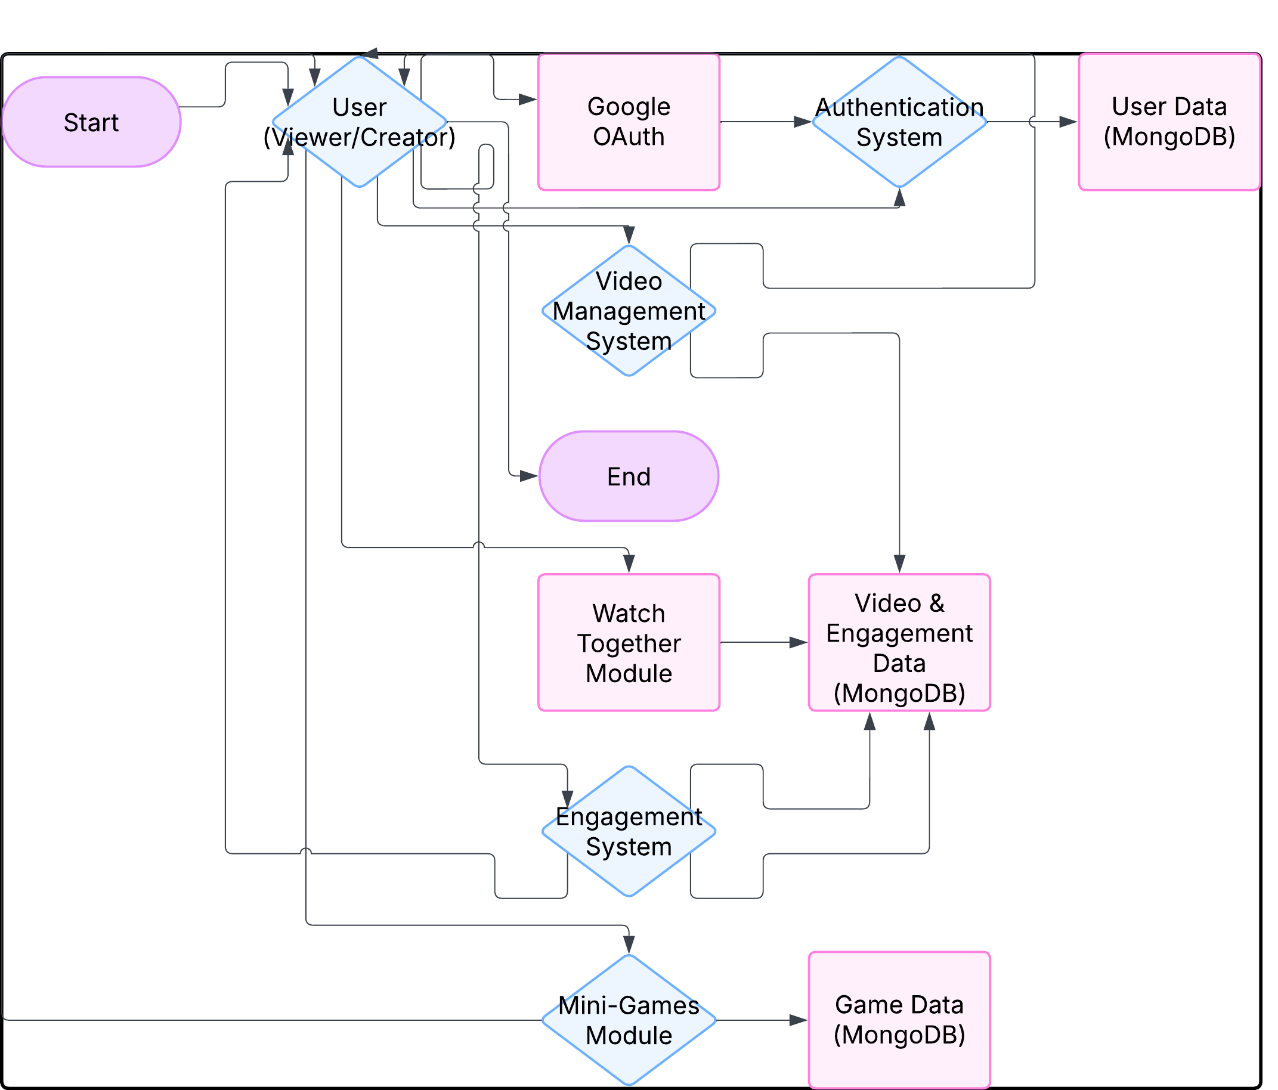 Start
User
(Viewer/Creator)
Google
OAuth
Authentication
System
User Data
(MongoDB)
Video
Management
System
End
Watch
Together
Module
Video &
Engagement
Data
(MongoDB)
Engagement
System
Mini-Games
Module
Game Data
(MongoDB)